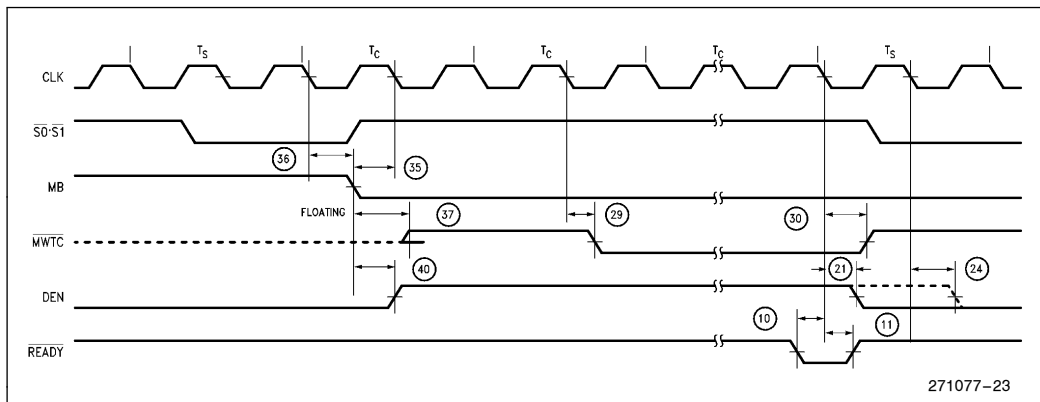 T_S T_C T_C T_C T_S
CLK
S0·S1
36 35
MB
FLOATING 37 29 30
MWTC
40 21 24
DEN
10 11
READY
271077–23